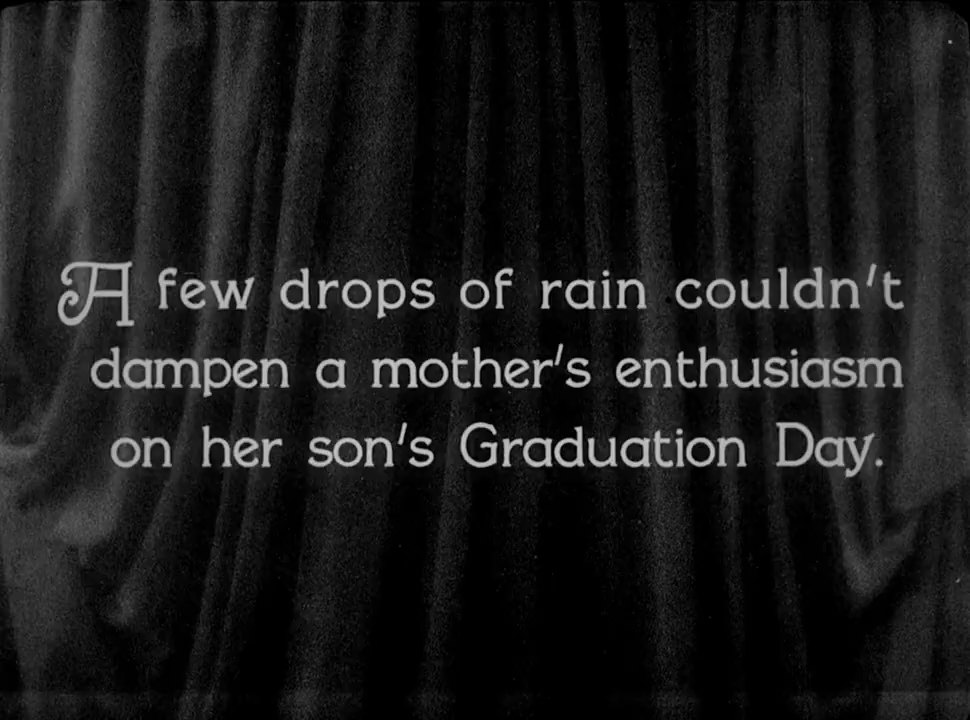 A few drops of rain couldn't
dampen a mother's enthusiasm
on her son's Graduation Day.